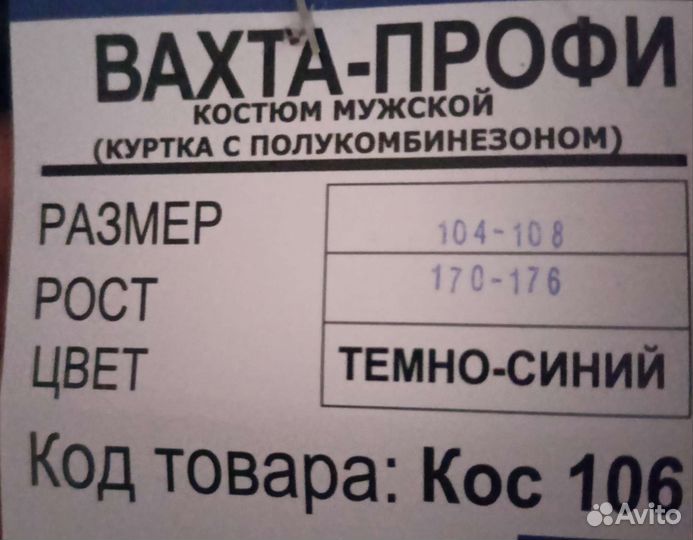 ВАХТА-ПРОФИ
КОСТЮМ МУЖСКОЙ
(КУРТКА С ПОЛУКОМБИНЕЗОНОМ)
РАЗМЕР 104-108
РОСТ 170-176
ЦВЕТ ТЕМНО-СИНИЙ
Код товара: Кос 106
Avito